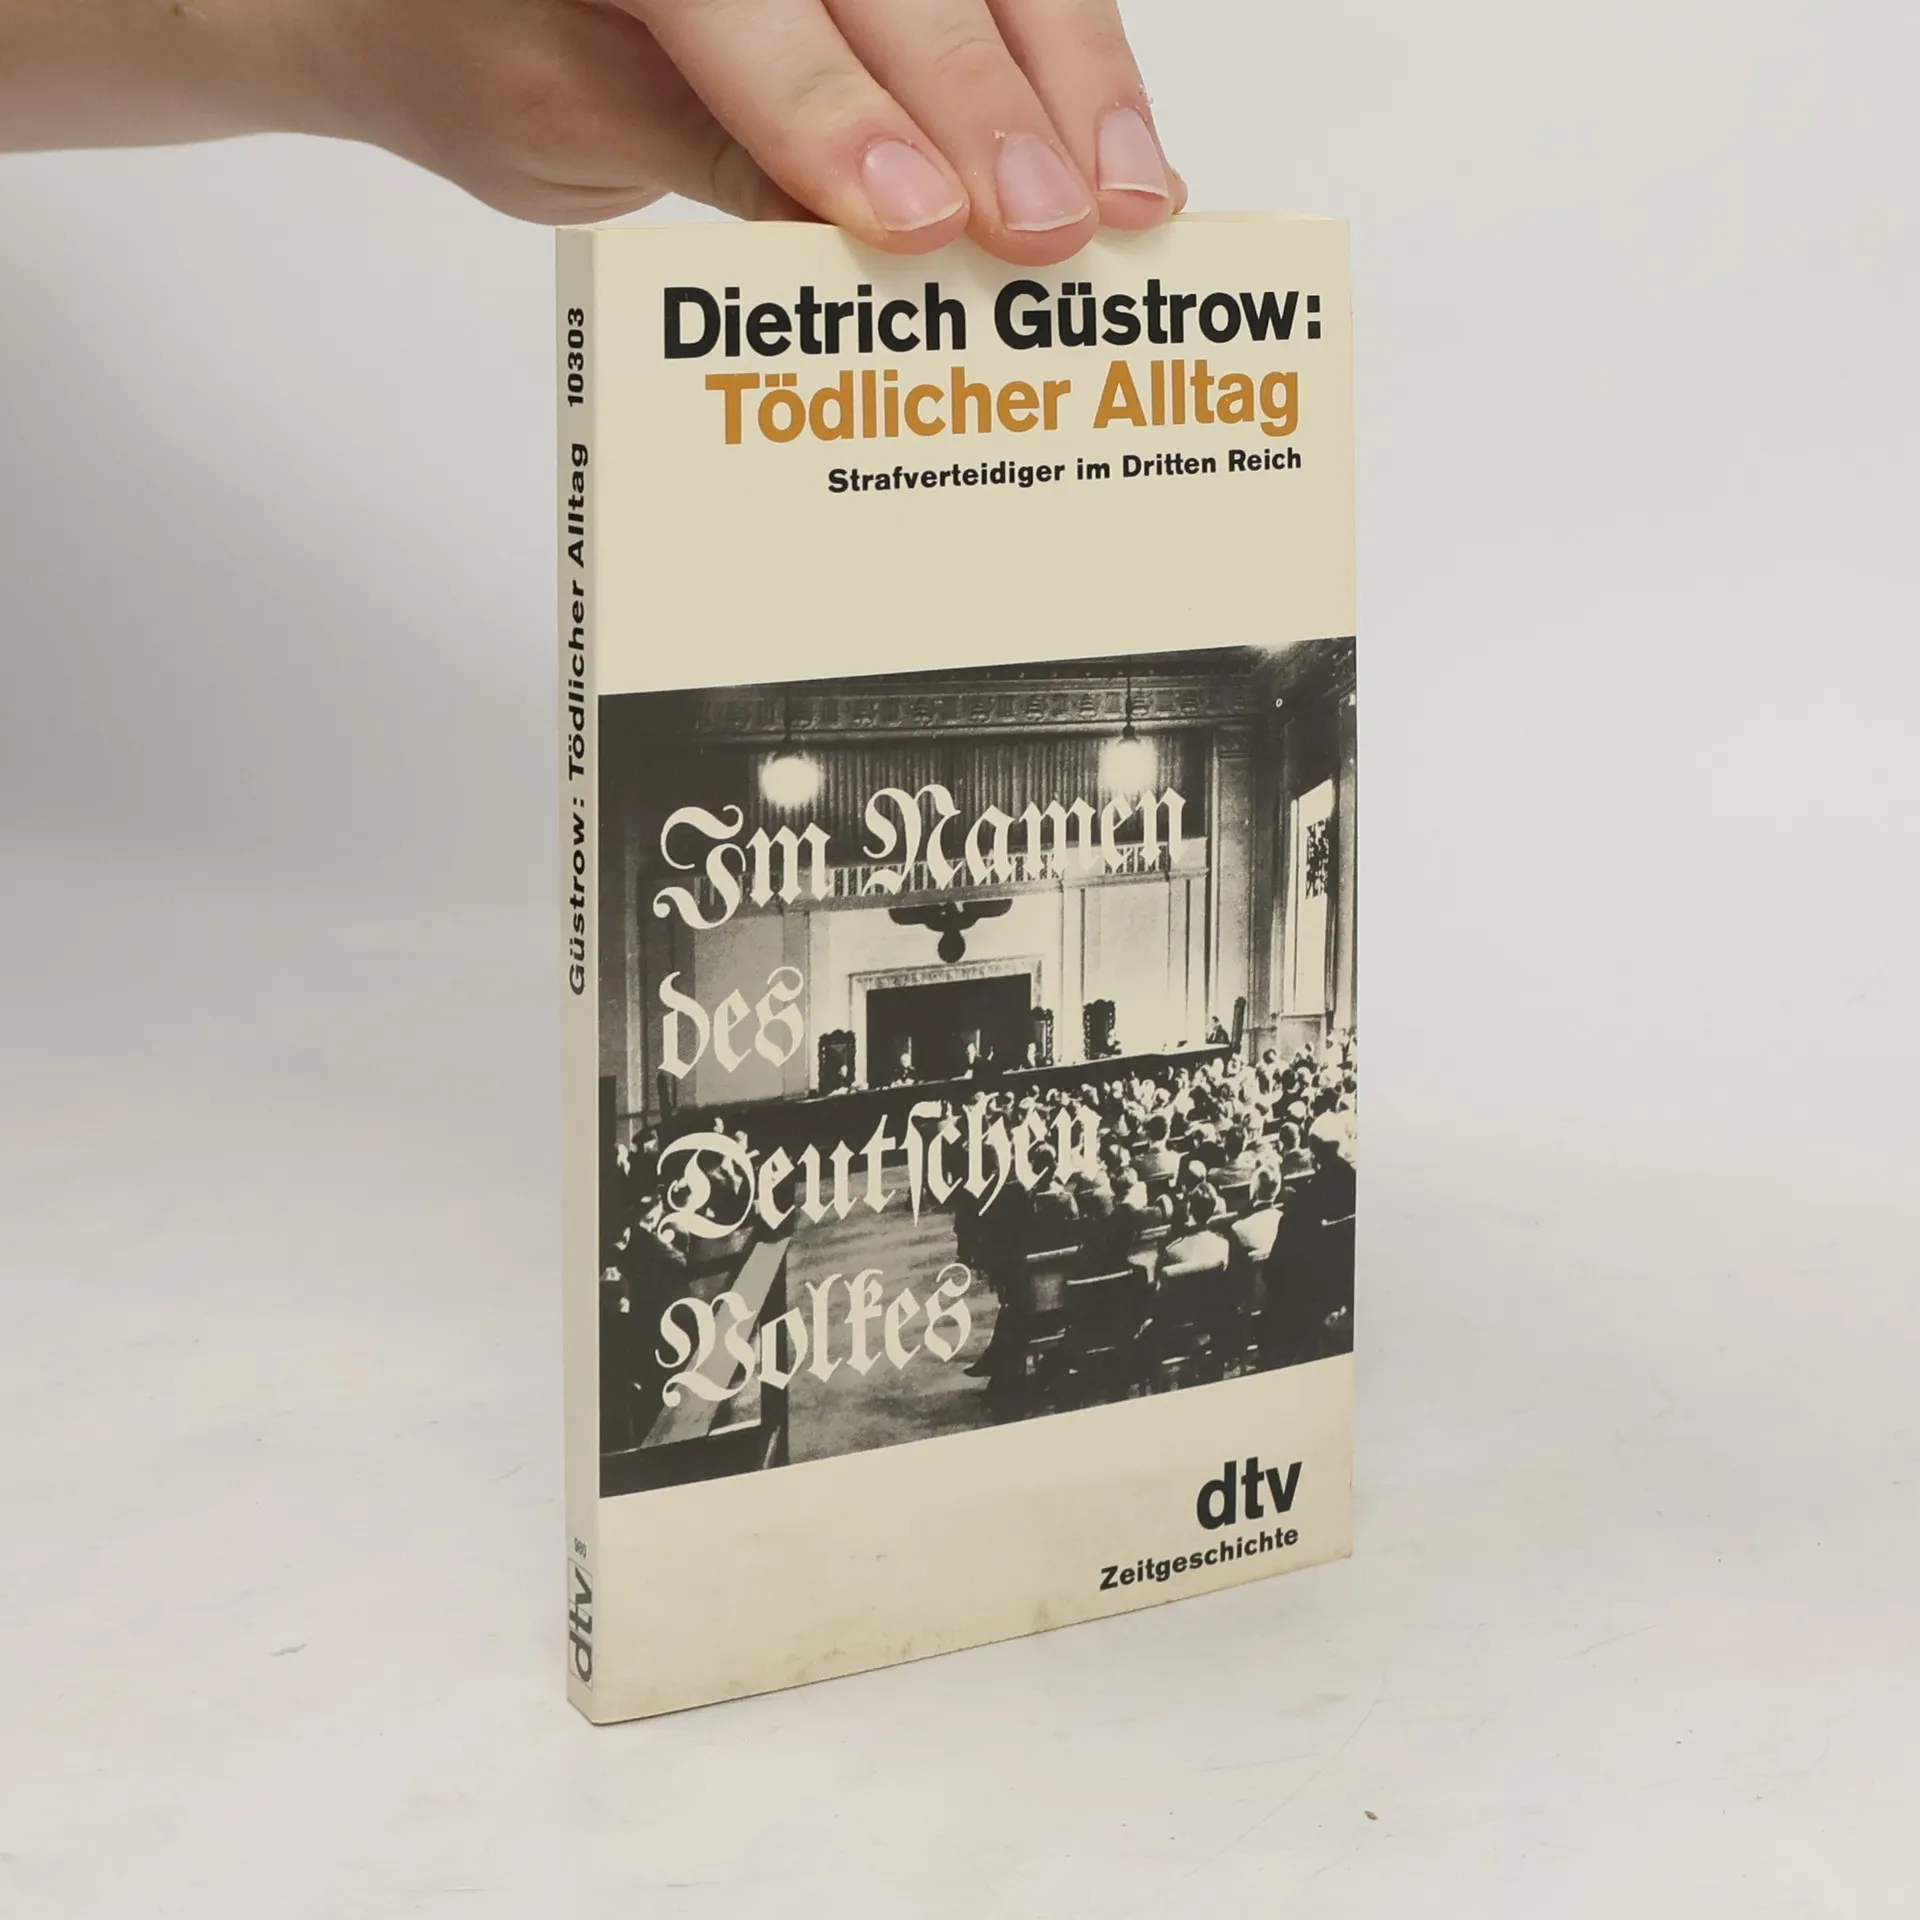 Dietrich Güstrow:
Tödlicher Alltag
Strafverteidiger im Dritten Reich
Im Namen
des
Deutſchen
Volkes
dtv
Zeitgeschichte
Güstrow: Tödlicher Alltag 10303
980
dtv